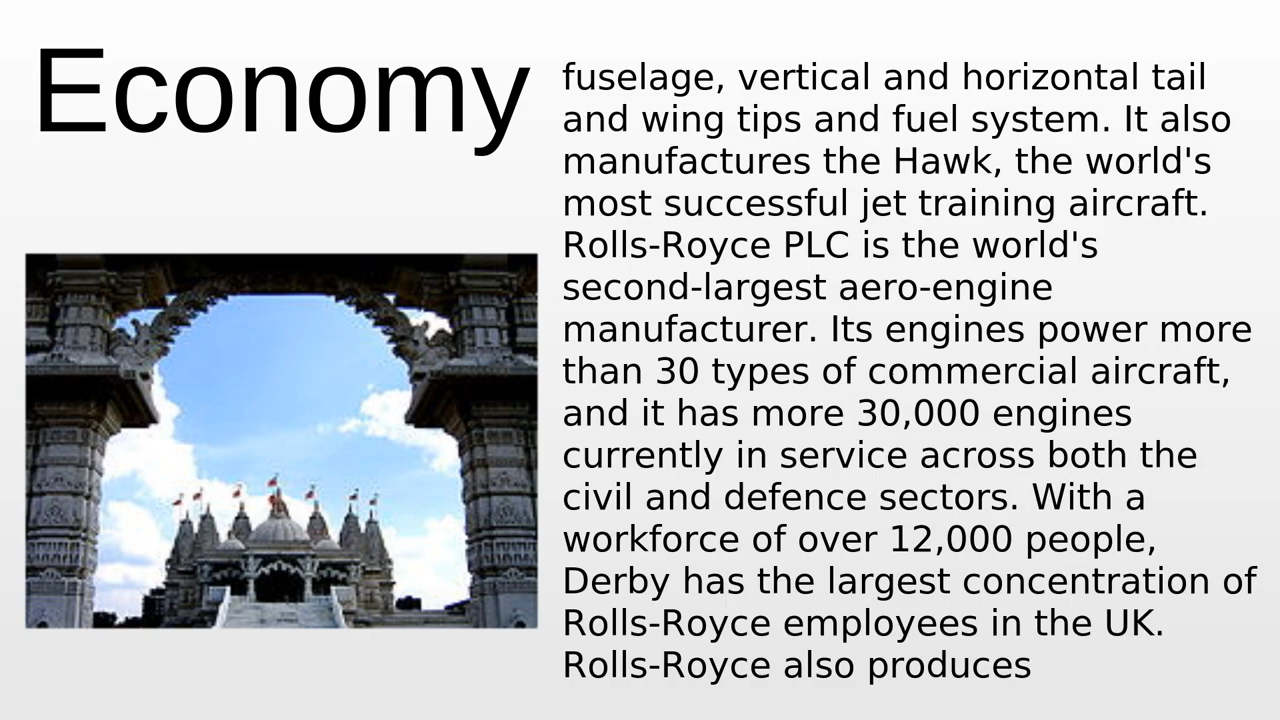 Economy
fuselage, vertical and horizontal tail
and wing tips and fuel system. It also
manufactures the Hawk, the world's
most successful jet training aircraft.
Rolls-Royce PLC is the world's
second-largest aero-engine
manufacturer. Its engines power more
than 30 types of commercial aircraft,
and it has more 30,000 engines
currently in service across both the
civil and defence sectors. With a
workforce of over 12,000 people,
Derby has the largest concentration of
Rolls-Royce employees in the UK.
Rolls-Royce also produces